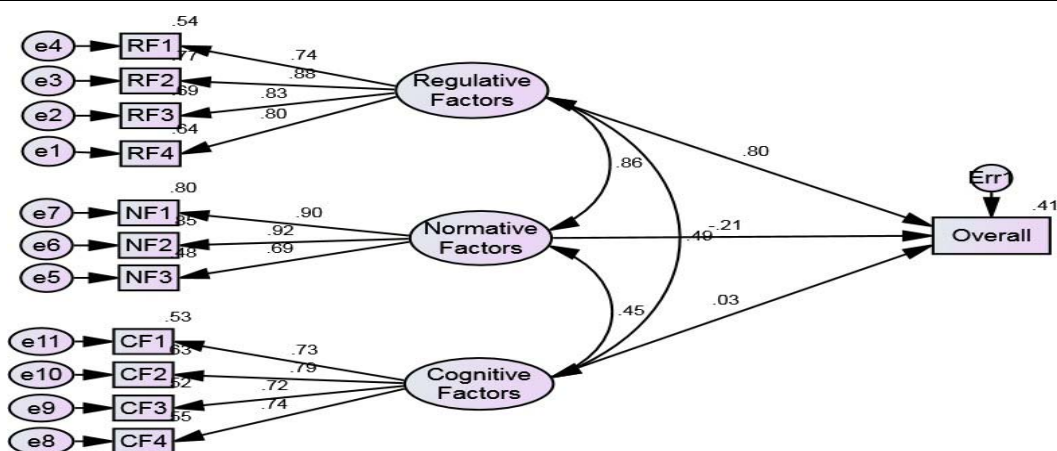 .54
e4
RF1
.74
.77
e3
RF2
.88
.69
e2
RF3
.83
.64
e1
RF4
.80
Regulative
Factors
.86
.80
Err1
.41
Overall
.80
e7
NF1
.90
.85
e6
NF2
.92
.48
e5
NF3
.69
Normative
Factors
.49
-.21
.45
.03
.53
e11
CF1
.73
.63
e10
CF2
.79
.52
e9
CF3
.72
.55
e8
CF4
.74
Cognitive
Factors